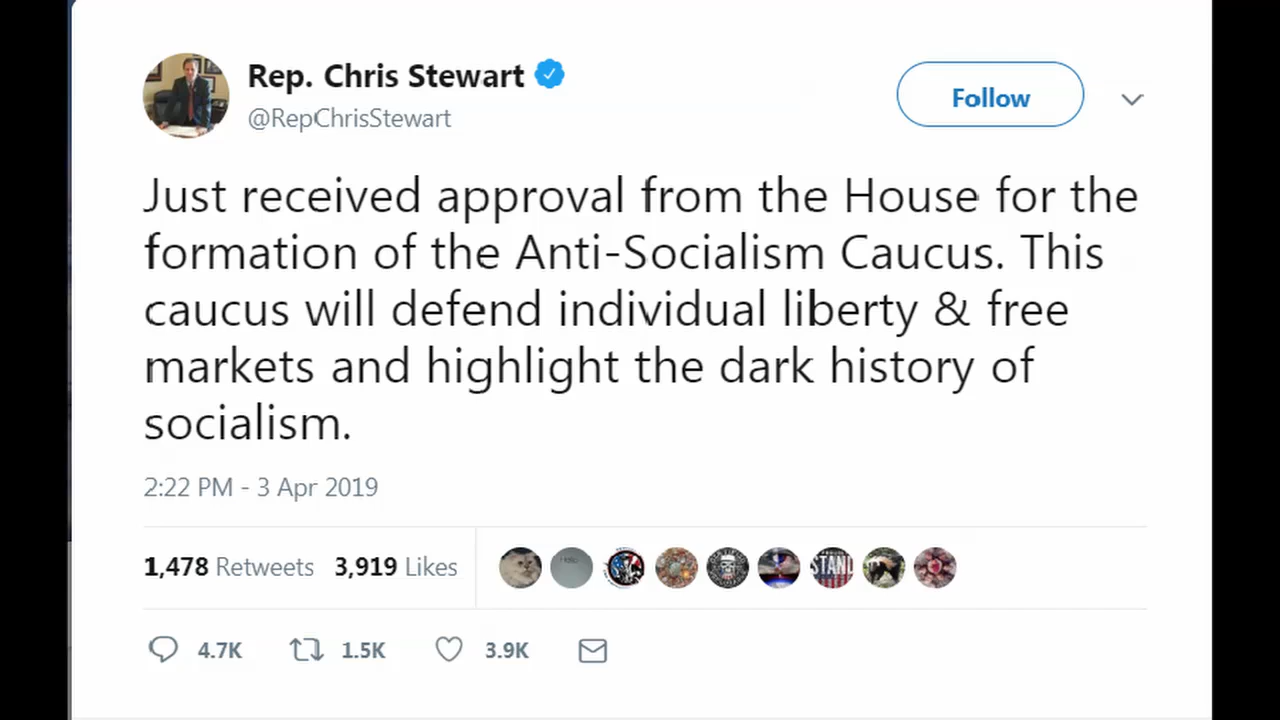 Rep. Chris Stewart
@RepChrisStewart
Follow
Just received approval from the House for the
formation of the Anti-Socialism Caucus. This
caucus will defend individual liberty & free
markets and highlight the dark history of
socialism.
2:22 PM - 3 Apr 2019
1,478 Retweets 3,919 Likes
STAND
4.7K 1.5K 3.9K